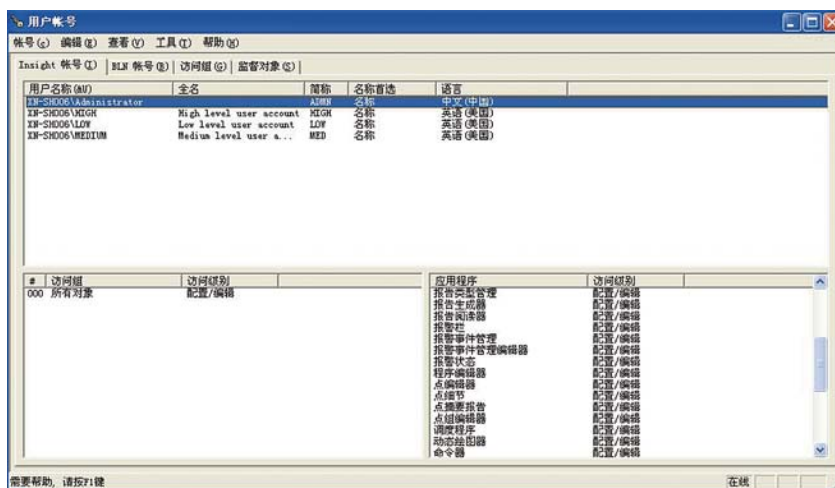 用户帐号
帐号(c) 编辑(E) 查看(V) 工具(T) 帮助(H)
Insight 帐号(I) BLN 帐号(B) 访问组(G) 监督对象(S)
用户名称(AU) 全名 简称 名称首选 语言
XN-SH006\Administrator ADMN 名称 中文(中国)
XN-SH006\HIGH High level user account HIGH 名称 英语(美国)
XN-SH006\LOW Low level user account LOW 名称 英语(美国)
XN-SH006\MEDIUM Medium level user a... MED 名称 英语(美国)
# 访问组 访问级别
000 所有对象 配置/编辑
应用程序 访问级别
报告类型管理 配置/编辑
报告生成器 配置/编辑
报告阅读器 配置/编辑
报警栏 配置/编辑
报警事件管理 配置/编辑
报警事件管理编辑器 配置/编辑
报警状态 配置/编辑
程序编辑器 配置/编辑
点编辑器 配置/编辑
点细节 配置/编辑
点摘要报告 配置/编辑
点组编辑器 配置/编辑
调度程序 配置/编辑
动态绘图器 配置/编辑
命令器 配置/编辑
需要帮助, 请按F1键 在线